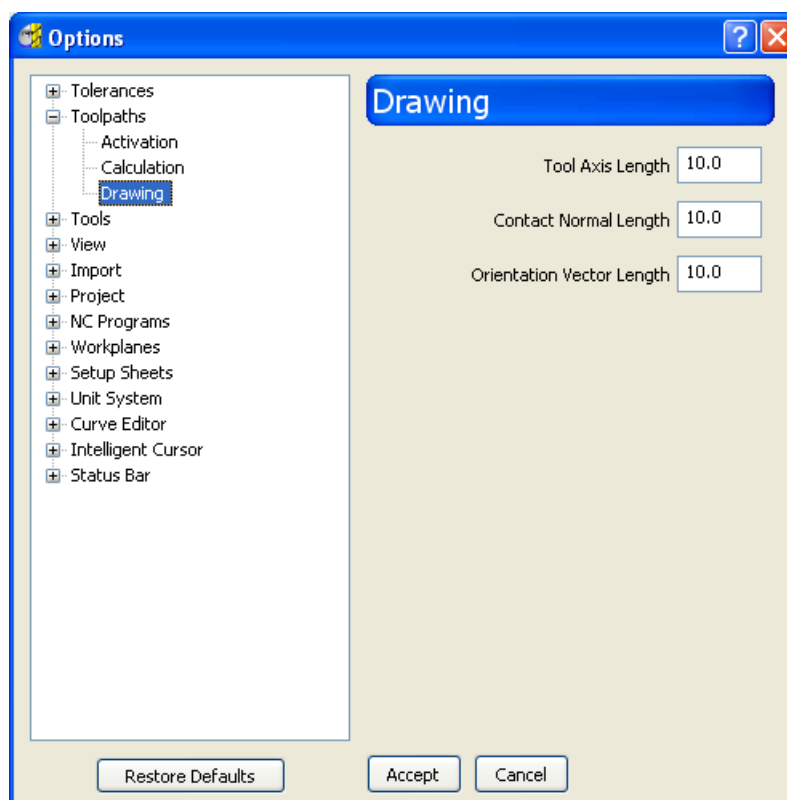 Options
Tolerances
Toolpaths
Activation
Calculation
Drawing
Tools
View
Import
Project
NC Programs
Workplanes
Setup Sheets
Unit System
Curve Editor
Intelligent Cursor
Status Bar
Restore Defaults
Drawing
Tool Axis Length 10.0
Contact Normal Length 10.0
Orientation Vector Length 10.0
Accept Cancel